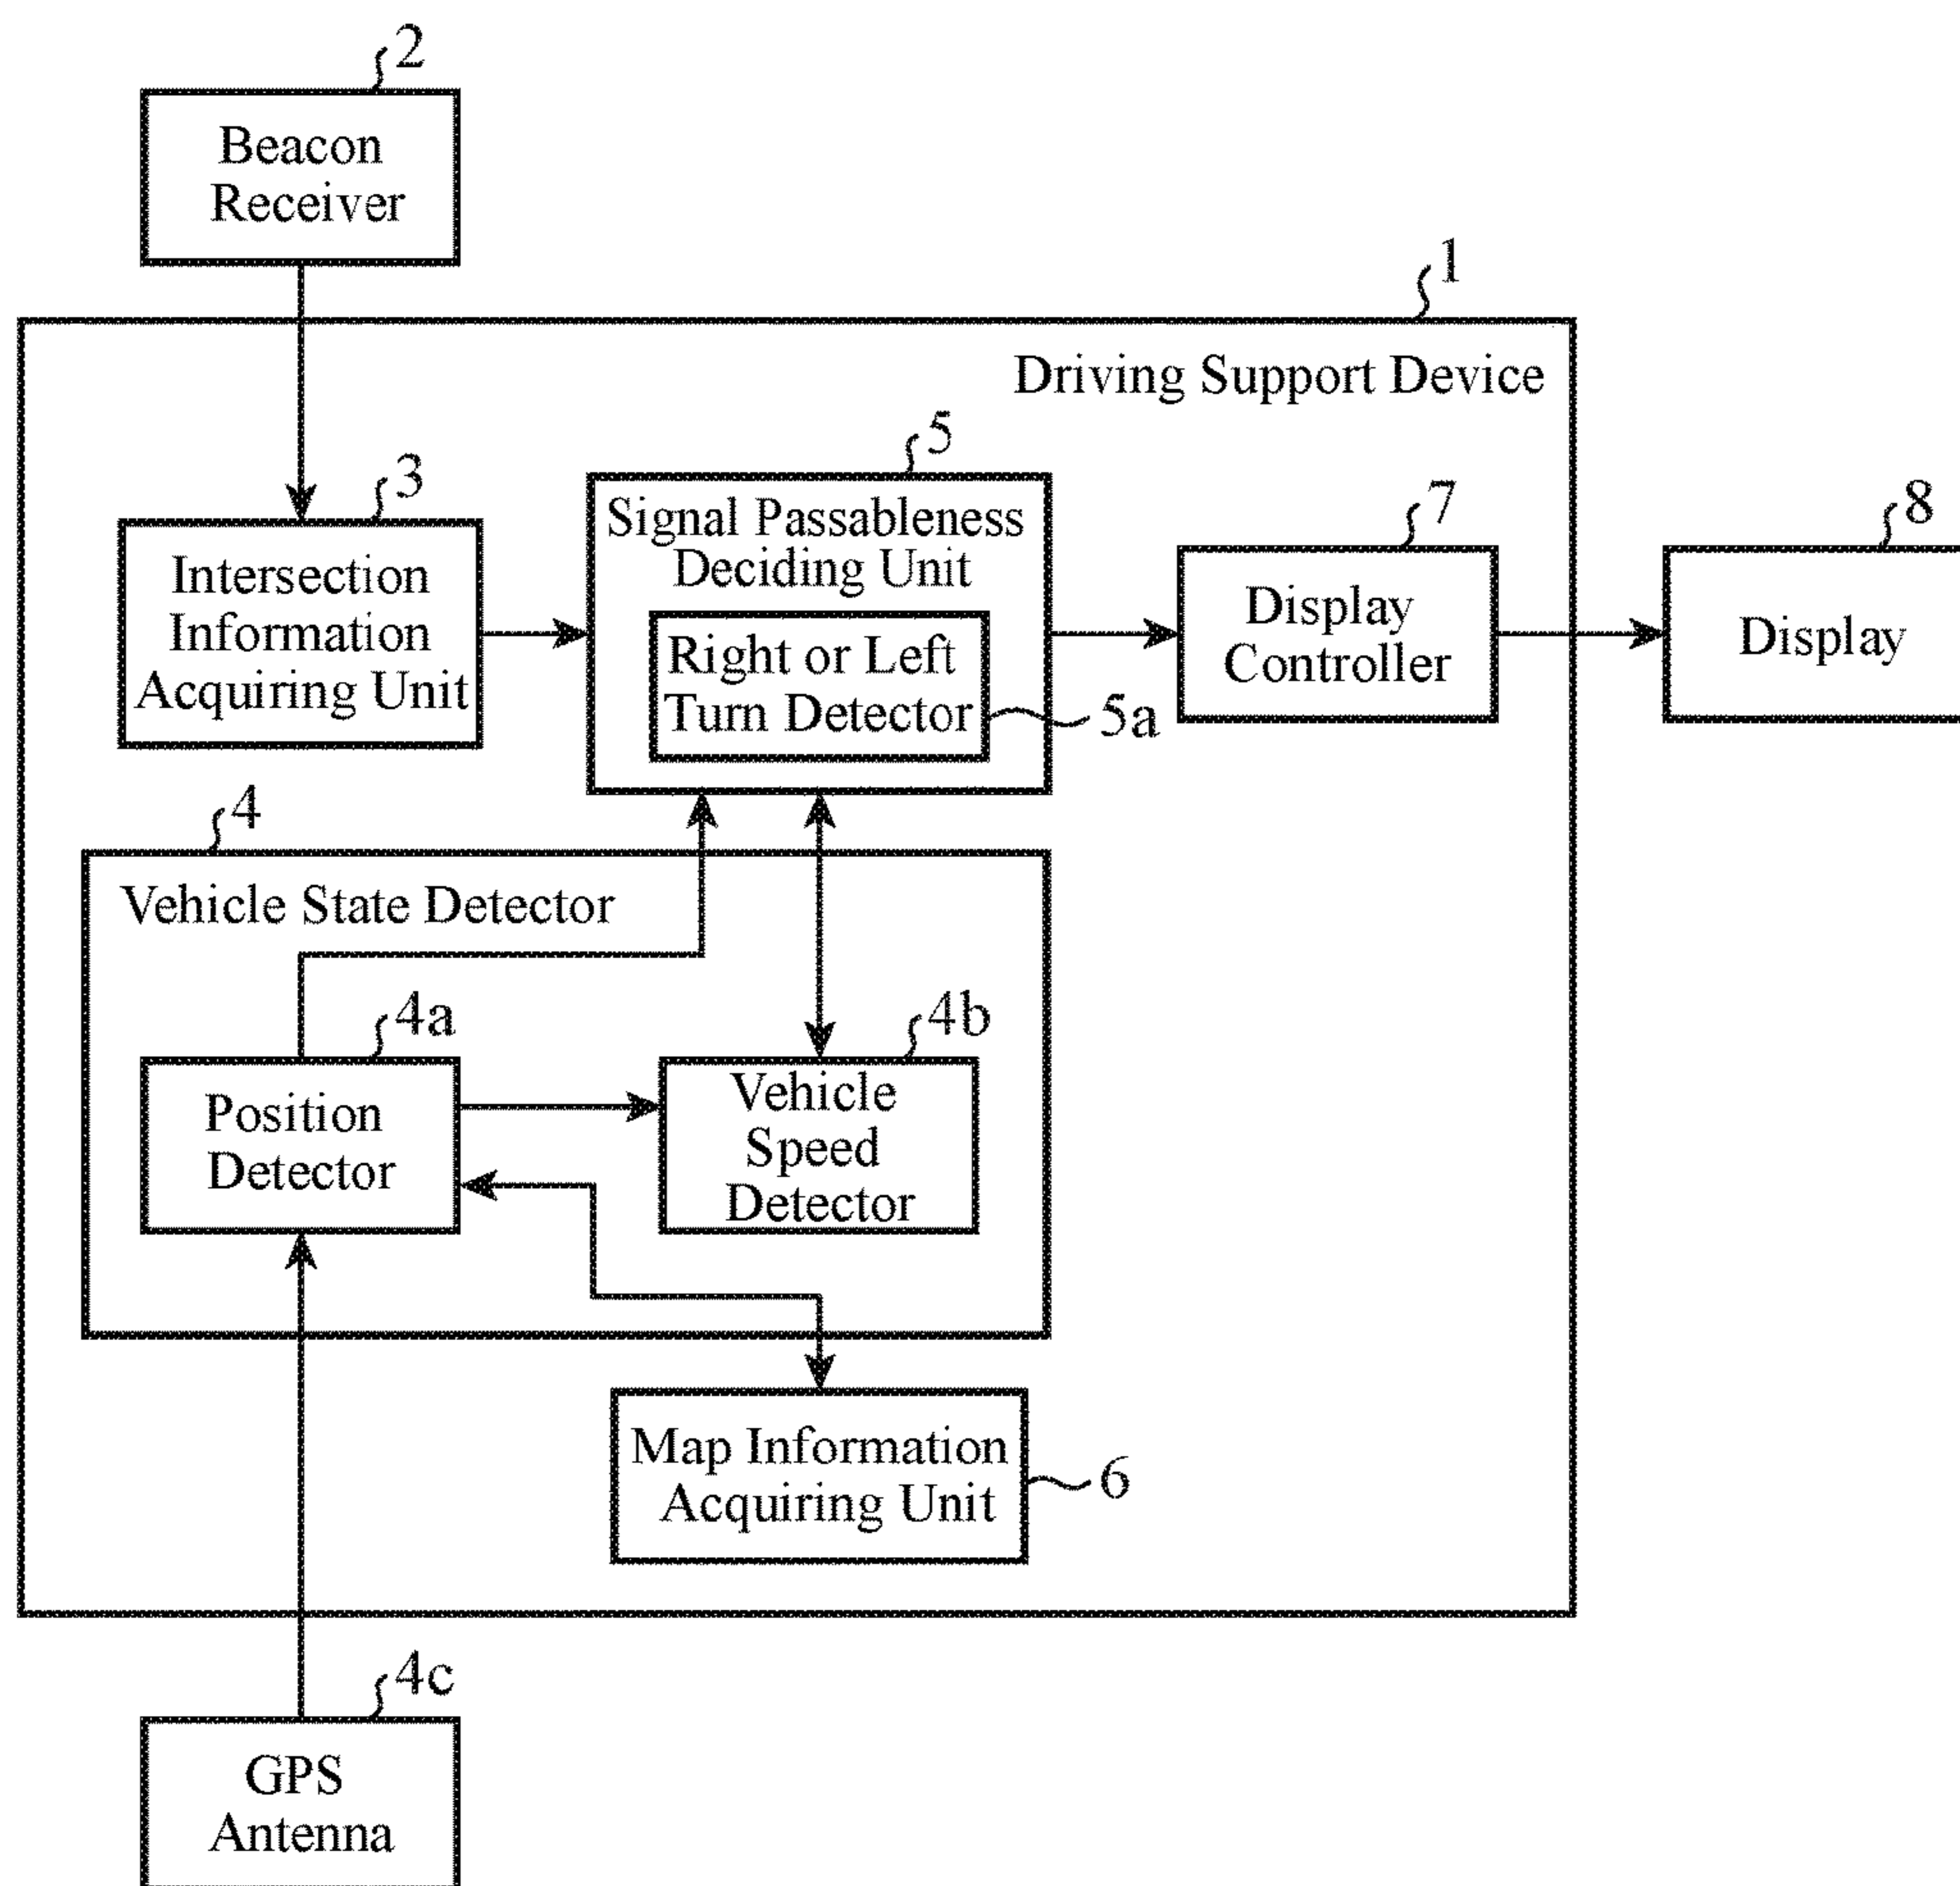 2
Beacon
Receiver
1
Driving Support Device
3
Intersection
Information
Acquiring Unit
5
Signal Passableness
Deciding Unit
Right or Left
Turn Detector
5a
7
Display
Controller
8
Display
4
Vehicle State Detector
4a
Position
Detector
4b
Vehicle
Speed
Detector
Map Information
Acquiring Unit
6
4c
GPS
Antenna